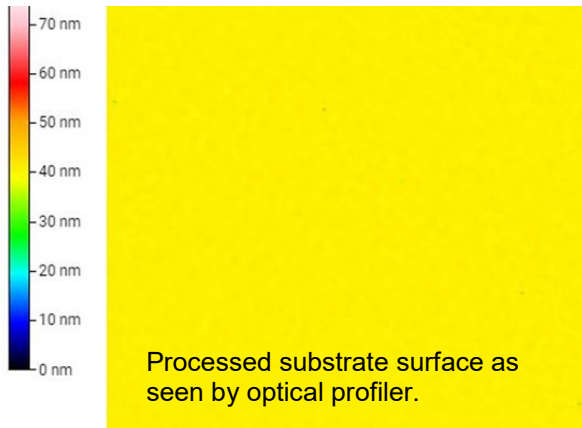 70 nm
60 nm
50 nm
40 nm
30 nm
20 nm
10 nm
0 nm
Processed substrate surface as
seen by optical profiler.